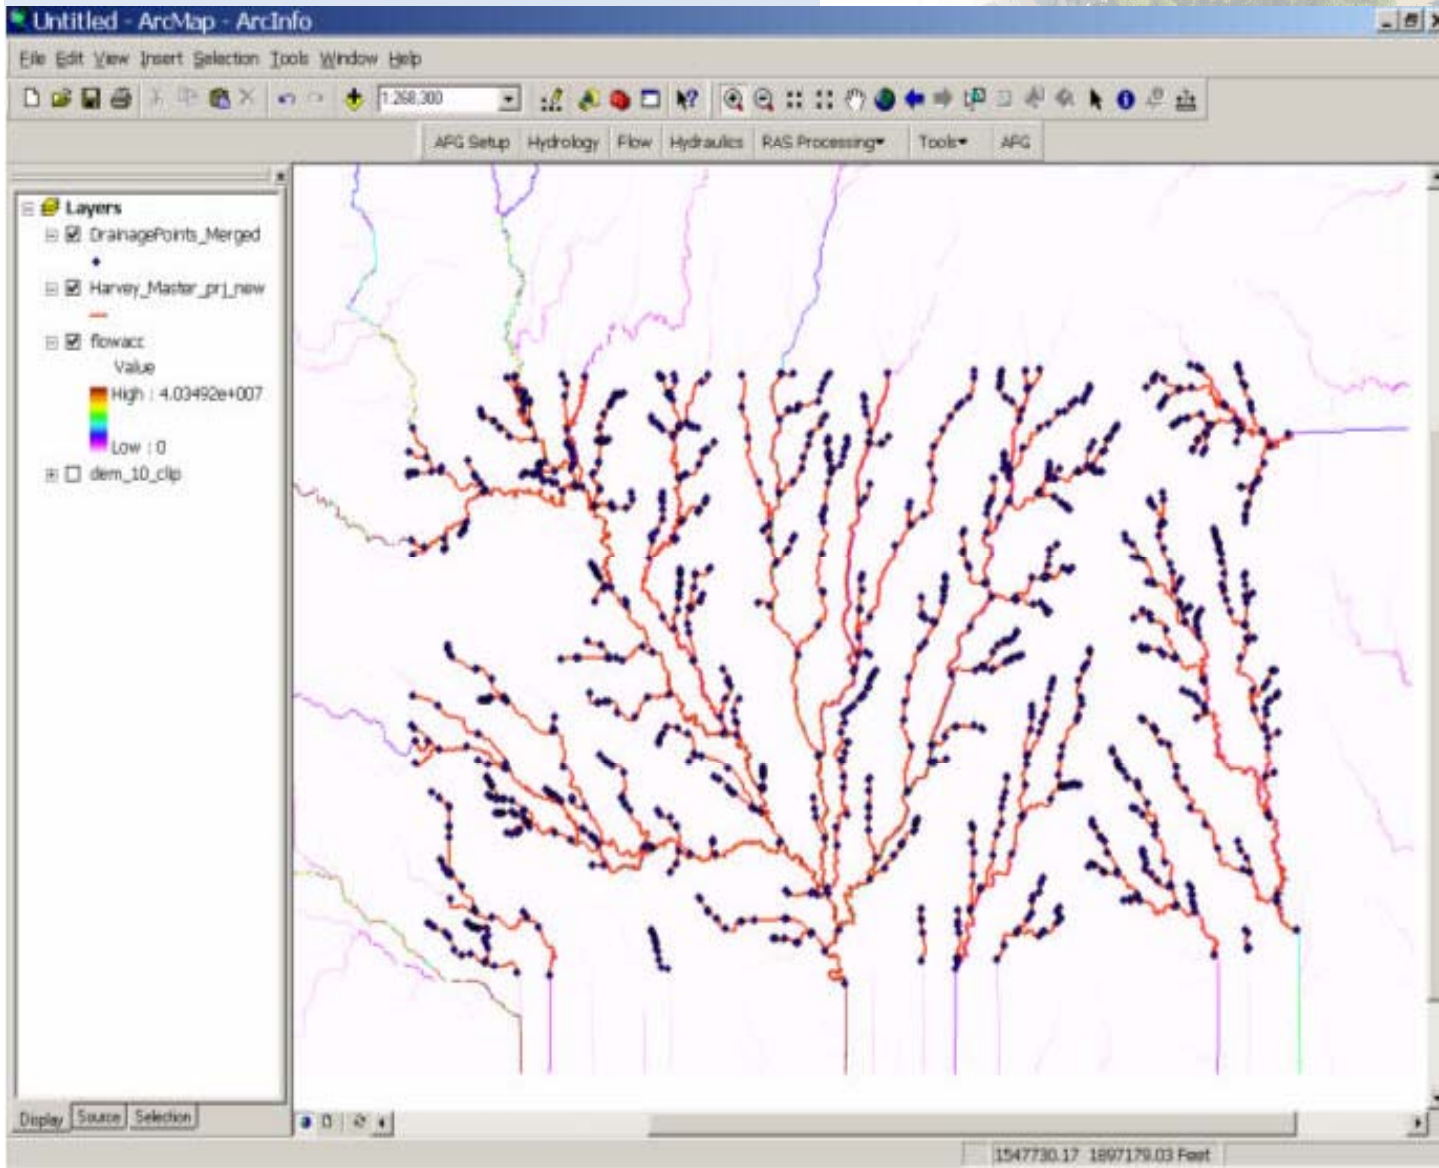 Untitled - ArcMap - ArcInfo
File Edit View Insert Selection Tools Window Help
1:268,300
AFG Setup Hydrology Flow Hydraulics RAS Processing Tools AFG
Layers
DrainagePoints_Merged
Harvey_Master_prj_new
flowacc
Value
High : 4.03492e+007
Low : 0
dem_10_clip
Display Source Selection
1547730.17 1897179.03 Feet